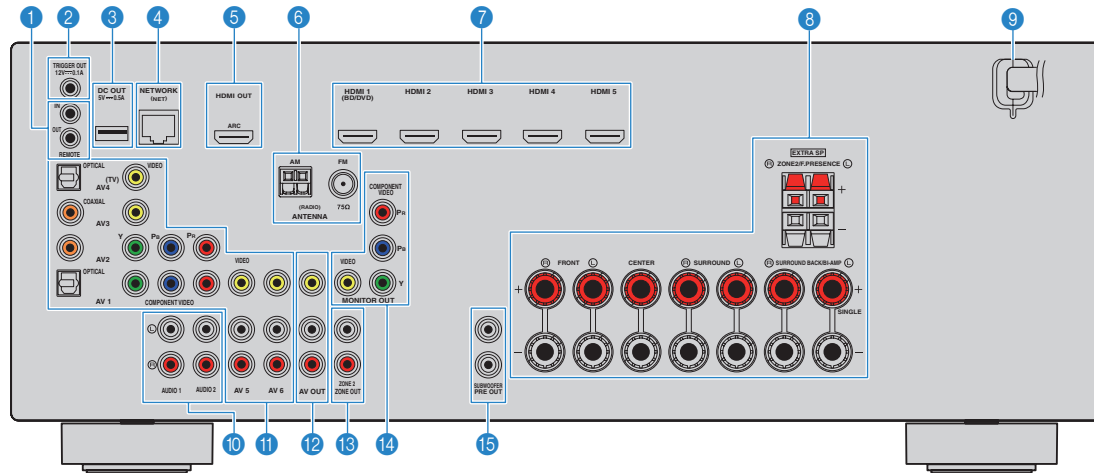 1 2 3 4 5 6 7 8 9
TRIGGER OUT
12V⎓0.1A
DC OUT
5V⎓0.5A
NETWORK
(NET)
HDMI OUT
ARC
HDMI 1
(BD/DVD)
HDMI 2
HDMI 3
HDMI 4
HDMI 5
IN
OUT
REMOTE
OPTICAL
(TV)
AV4
VIDEO
COAXIAL
AV3
AV2
Y
PB
PR
OPTICAL
AV 1
COMPONENT VIDEO
VIDEO
AM
FM
(RADIO)
75Ω
ANTENNA
COMPONENT
VIDEO
PR
PB
VIDEO
Y
MONITOR OUT
EXTRA SP
R ZONE2/F.PRESENCE L
+
−
R FRONT L
CENTER
R SURROUND L
R SURROUND BACK/BI-AMP L
+
+
SINGLE
−
−
L
R
AUDIO 1
AUDIO 2
AV 5
AV 6
AV OUT
ZONE 2
ZONE OUT
SUBWOOFER
PRE OUT
10 11 12 13 14 15